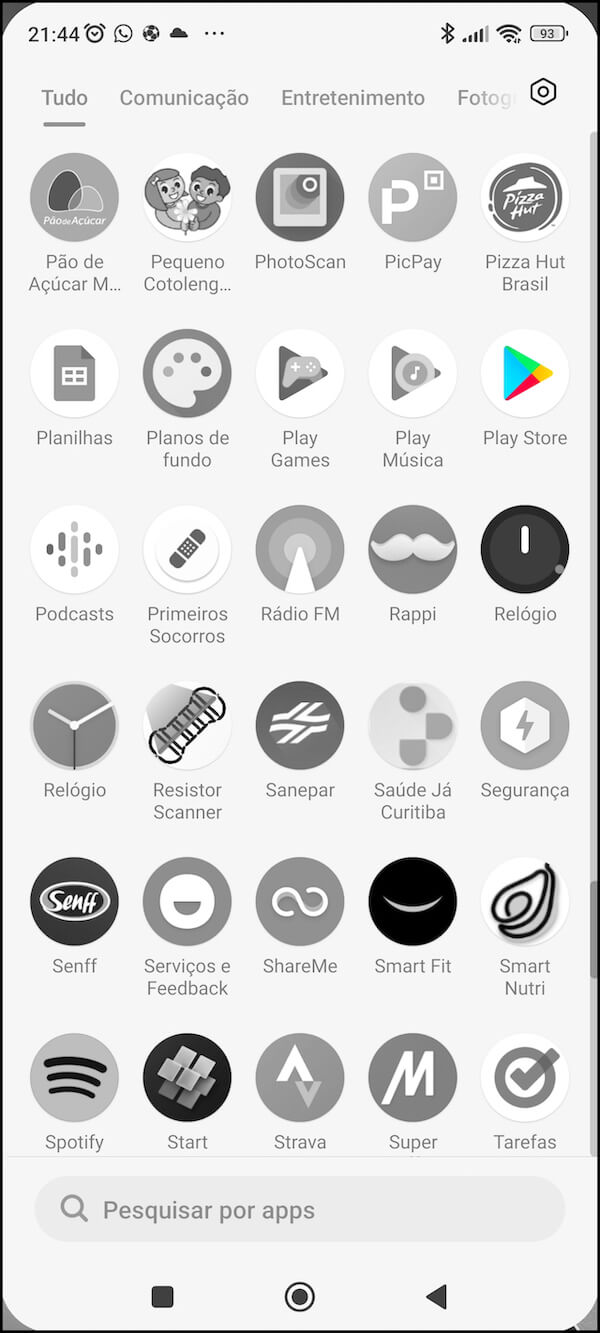 21:44
93
Tudo Comunicação Entretenimento Fotog
Pão de Açúcar
Pizza
Hut
Pão de Pequeno PhotoScan PicPay Pizza Hut
Açúcar M... Cotoleng... Brasil
Planilhas Planos de Play Play Play Store
fundo Games Música
Podcasts Primeiros Rádio FM Rappi Relógio
Socorros
Relógio Resistor Sanepar Saúde Já Segurança
Scanner Curitiba
Senff
Senff Serviços e ShareMe Smart Fit Smart
Feedback Nutri
Spotify Start Strava Super Tarefas
Pesquisar por apps